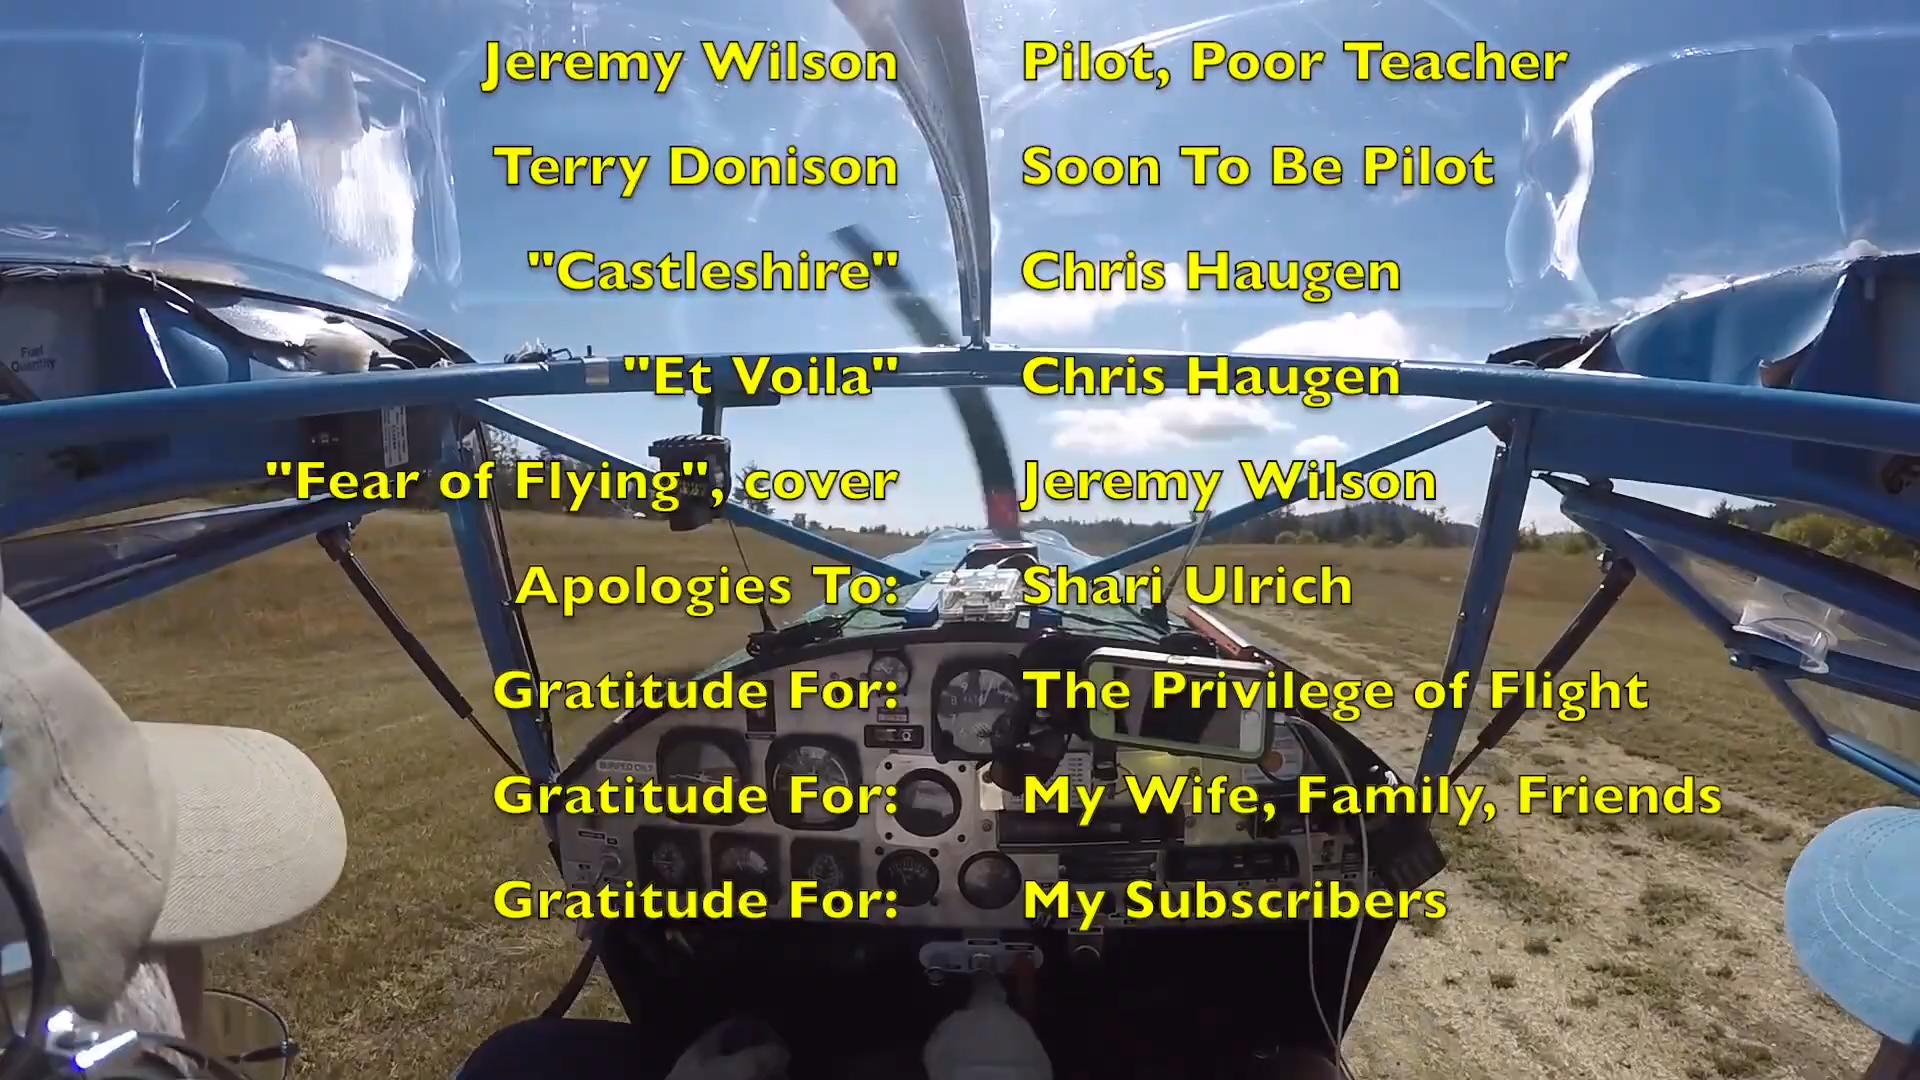 Jeremy Wilson Pilot, Poor Teacher
Terry Donison Soon To Be Pilot
"Castleshire" Chris Haugen
"Et Voila" Chris Haugen
Fuel
Quantity
"Fear of Flying", cover Jeremy Wilson
Apologies To: Shari Ulrich
Gratitude For: The Privilege of Flight
Gratitude For: My Wife, Family, Friends
Gratitude For: My Subscribers